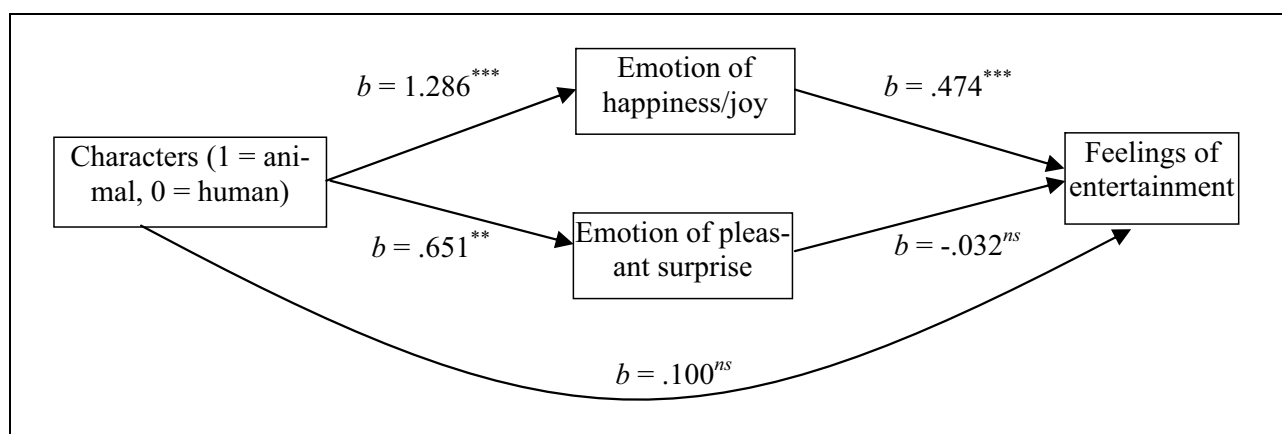 b = 1.286***
Emotion of
happiness/joy
b = .474***
Characters (1 = ani-
mal, 0 = human)
Feelings of
entertainment
b = .651**
Emotion of pleas-
ant surprise
b = -.032ns
b = .100ns